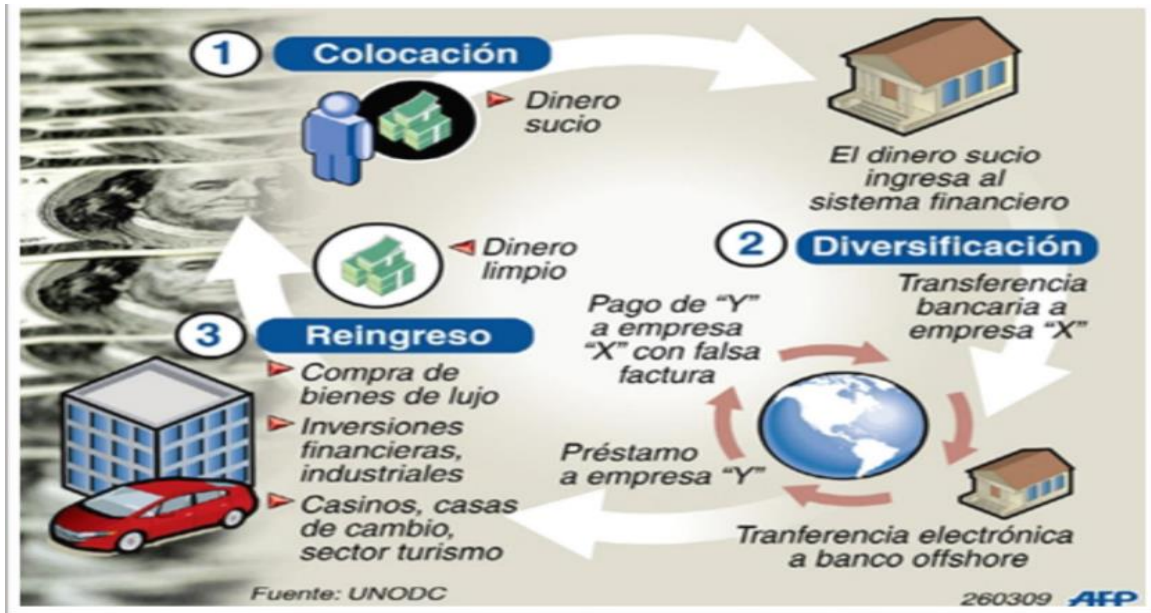 1 Colocación
Dinero
sucio
El dinero sucio
ingresa al
sistema financiero
2 Diversificación
Transferencia
bancaria a
empresa “X”
Tranferencia electrónica
a banco offshore
Préstamo
a empresa “Y”
Pago de “Y”
a empresa
“X” con falsa
factura
3 Reingreso
Compra de
bienes de lujo
Inversiones
financieras,
industriales
Casinos, casas
de cambio,
sector turismo
Dinero
limpio
Fuente: UNODC
260309 AFP